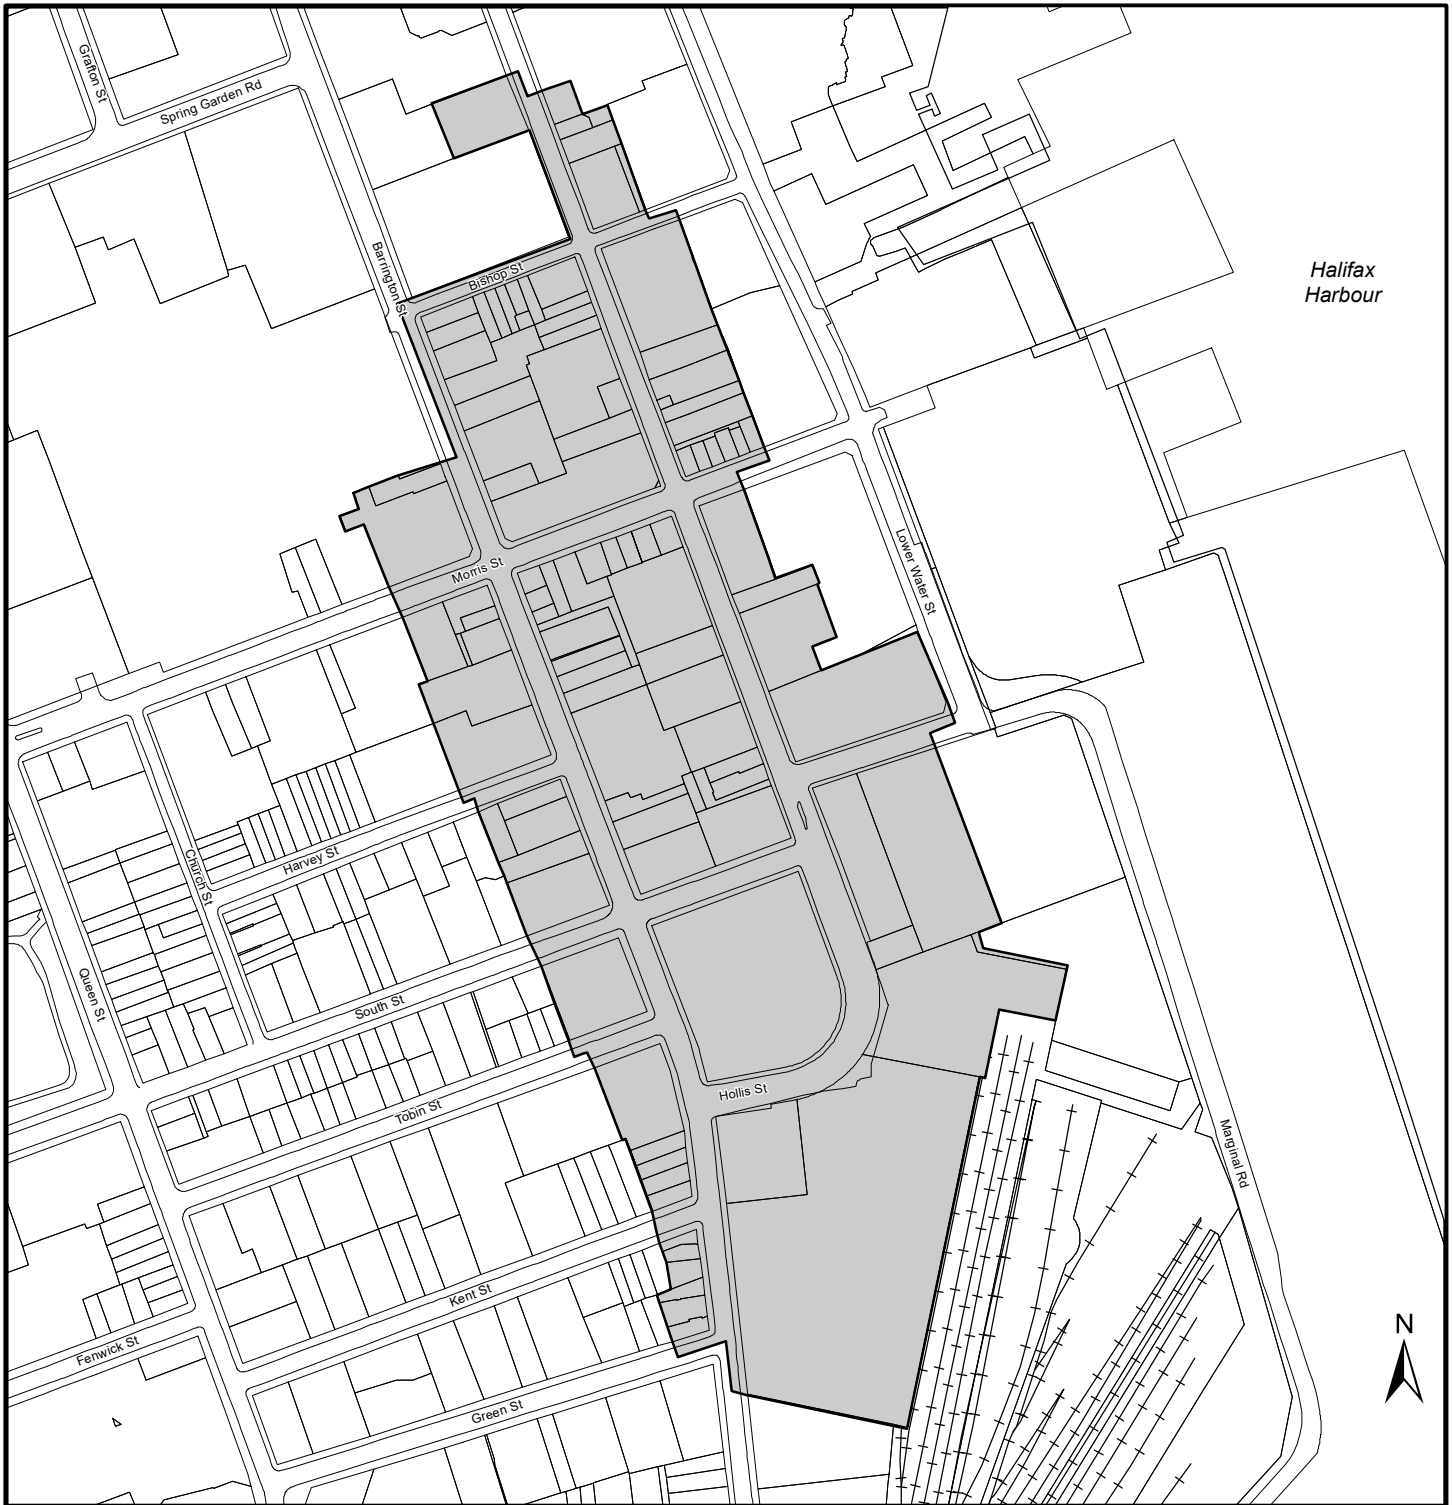 Grafton St
Spring Garden Rd
Barrington St
Bishop St
Halifax
Harbour
Lower Water St
Morris St
Church St
Harvey St
Queen St
South St
Hollis St
Tobin St
Marginal Rd
Kent St
Fenwick St
Green St
N